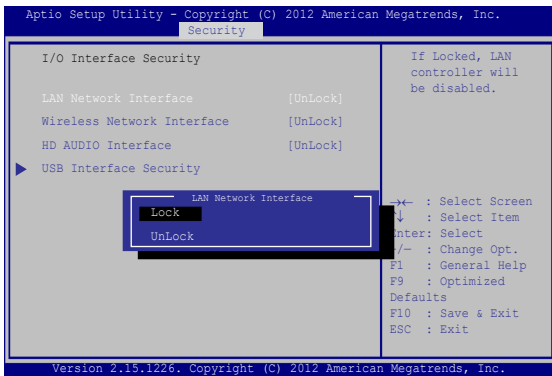 Aptio Setup Utility - Copyright (C) 2012 American Megatrends, Inc.
Security
I/O Interface Security
LAN Network Interface [UnLock]
Wireless Network Interface [UnLock]
HD AUDIO Interface [UnLock]
USB Interface Security
If Locked, LAN
controller will
be disabled.
LAN Network Interface
Lock
UnLock
→← : Select Screen
↓ : Select Item
nter: Select
/— : Change Opt.
F1 : General Help
F9 : Optimized
Defaults
F10 : Save & Exit
ESC : Exit
Version 2.15.1226. Copyright (C) 2012 American Megatrends, Inc.